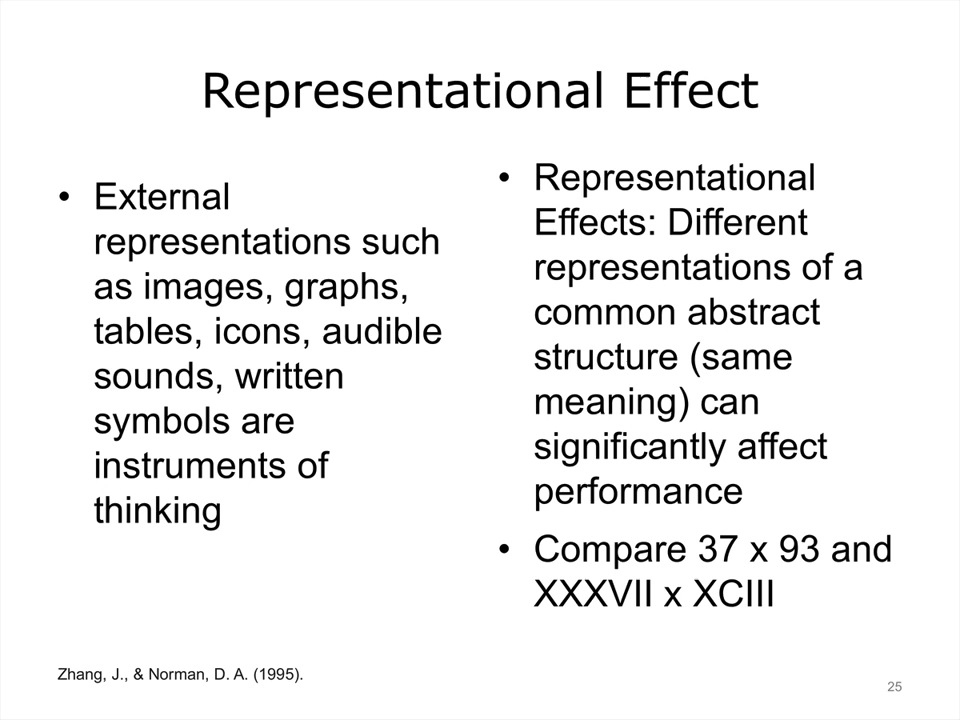 Representational Effect
• External
representations such
as images, graphs,
tables, icons, audible
sounds, written
symbols are
instruments of
thinking
• Representational
Effects: Different
representations of a
common abstract
structure (same
meaning) can
significantly affect
performance
• Compare 37 x 93 and
XXXVII x XCIII
Zhang, J., & Norman, D. A. (1995).
25